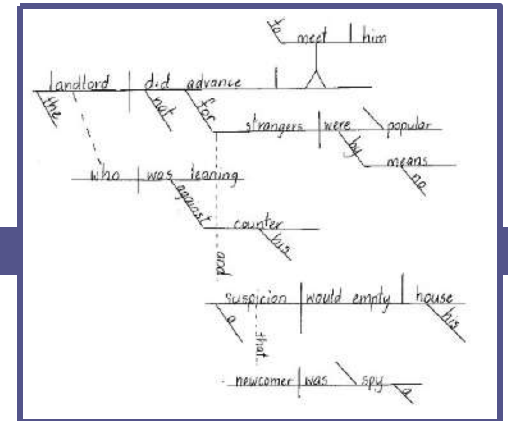 to meet him
landlord did advance
the not for
strangers were popular
by means
no
who was leaning
against
counter
his
and
suspicion would empty house
a his
that
newcomer was spy
a